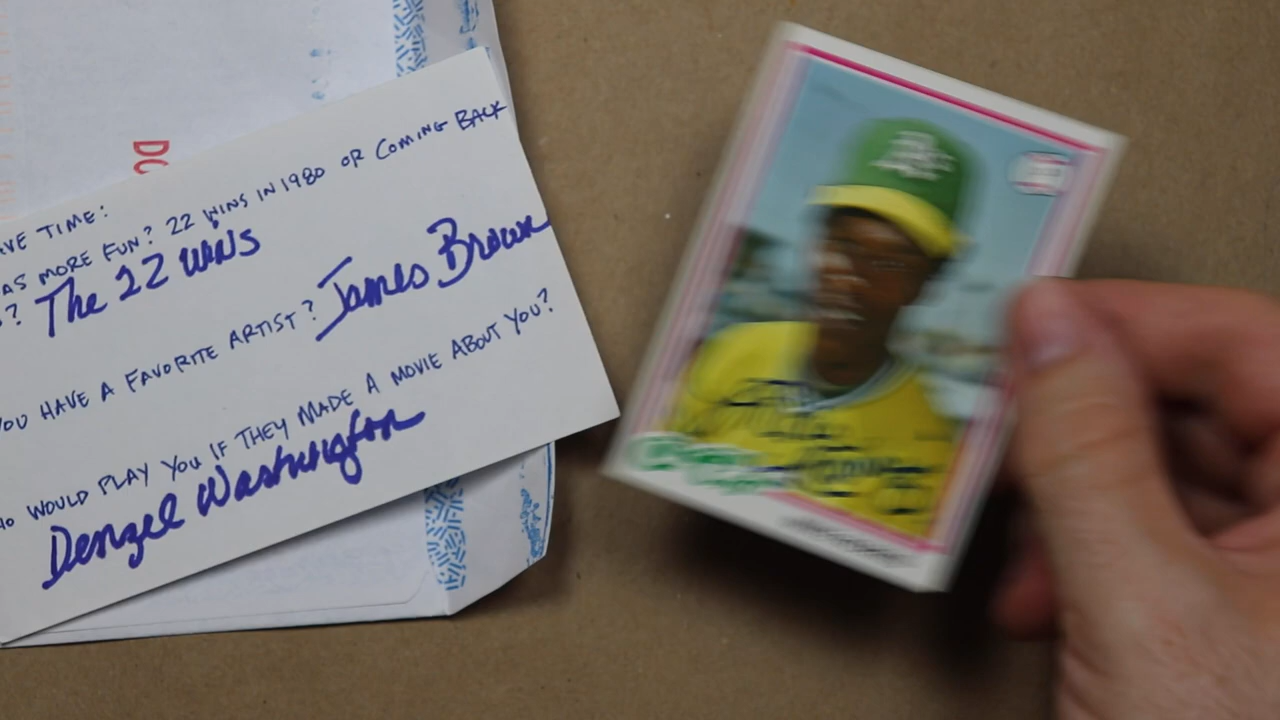 DC
AVE TIME:
AS MORE FUN? 22 WINS IN 1980 OR COMING BACK
? The 22 wins
YOU HAVE A FAVORITE ARTIST? James Brown
HO WOULD PLAY YOU IF THEY MADE A MOVIE ABOUT YOU?
Denzel Washington
A's